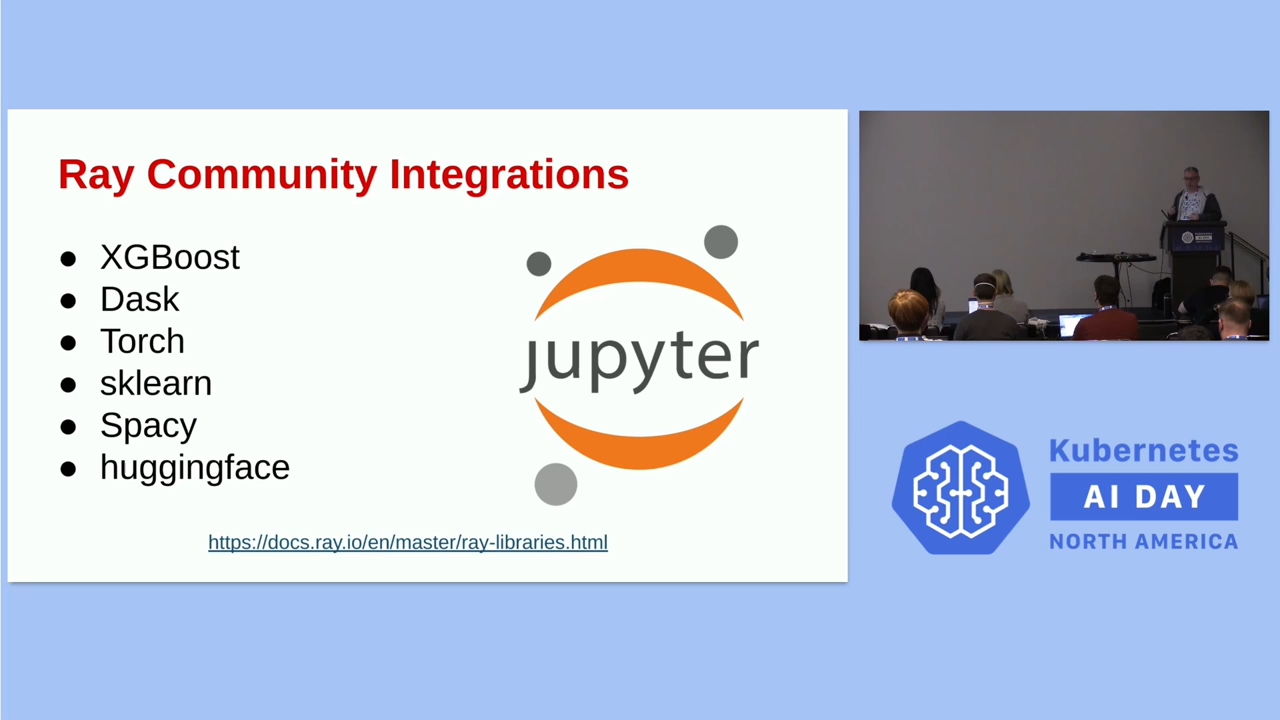 Ray Community Integrations
● XGBoost
● Dask
● Torch
● sklearn
● Spacy
● huggingface
jupyter
https://docs.ray.io/en/master/ray-libraries.html
Kubernetes
AI DAY
NORTH AMERICA